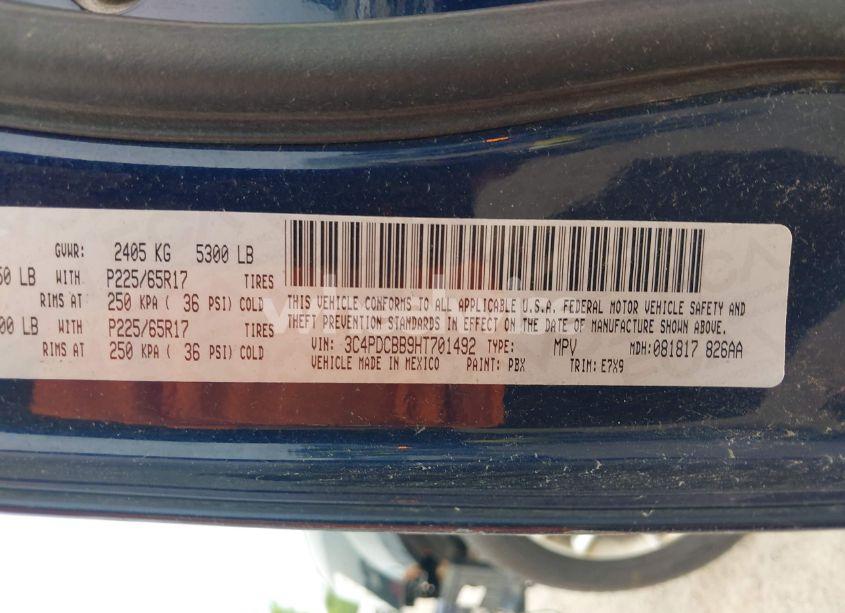 GVWR: 2405 KG 5300 LB
50 LB WITH P225/65R17 TIRES
RIMS AT 250 KPA ( 36 PSI) COLD
00 LB WITH P225/65R17 TIRES
RIMS AT 250 KPA ( 36 PSI) COLD
THIS VEHICLE CONFORMS TO ALL APPLICABLE U.S.A. FEDERAL MOTOR VEHICLE SAFETY AND
THEFT PREVENTION STANDARDS IN EFFECT ON THE DATE OF MANUFACTURE SHOWN ABOVE.
VIN: 3C4PDCBB9HT701492 TYPE: MPV MDH:081817 826AA
VEHICLE MADE IN MEXICO PAINT: PBX TRIM: E7X9